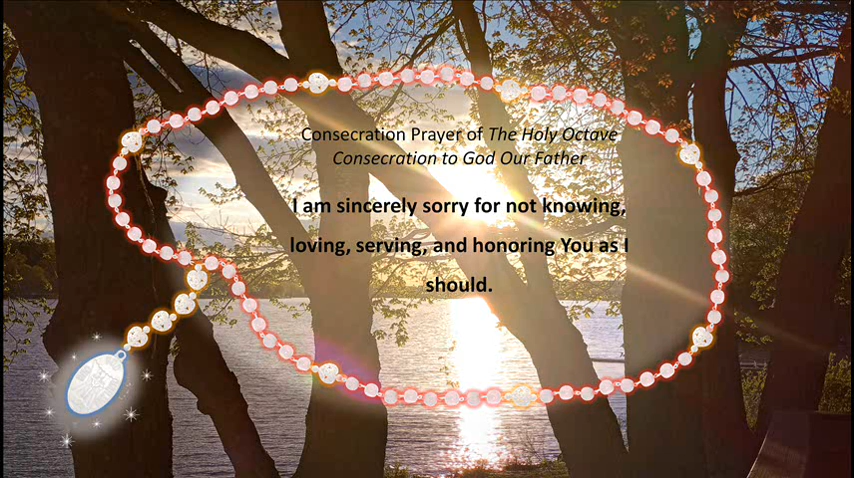 Consecration Prayer of The Holy Octave
Consecration to God Our Father
I am sincerely sorry for not knowing,
loving, serving, and honoring You as I
should.